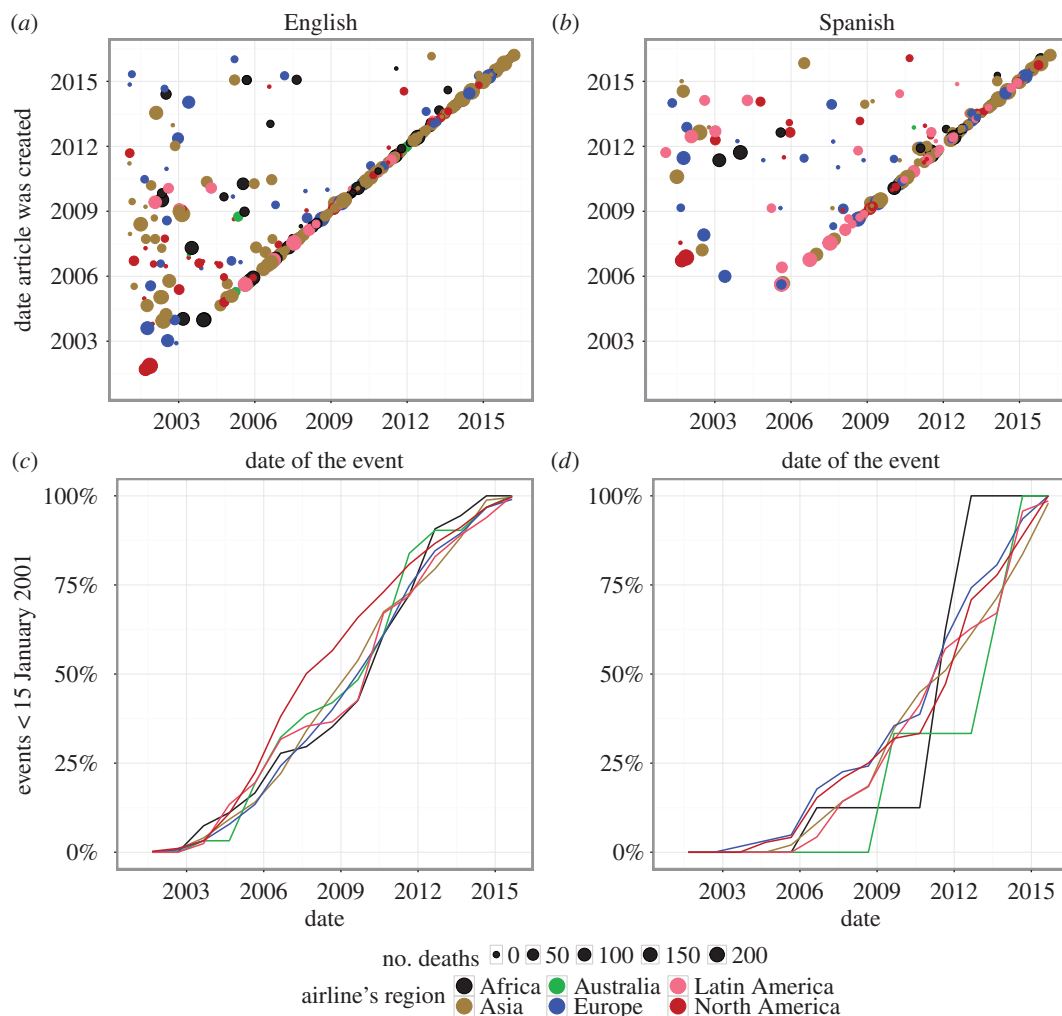 (a) English (b) Spanish
date article was created
2015 2015
2012 2012
2009 2009
2006 2006
2003 2003
2003 2006 2009 2012 2015 2003 2006 2009 2012 2015
(c) date of the event (d) date of the event
events < 15 January 2001
100% 100%
75% 75%
50% 50%
25% 25%
0% 0%
2003 2006 2009 2012 2015 2003 2006 2009 2012 2015
date date
no. deaths 0 50 100 150 200
airline's region Africa Australia Latin America
Asia Europe North America